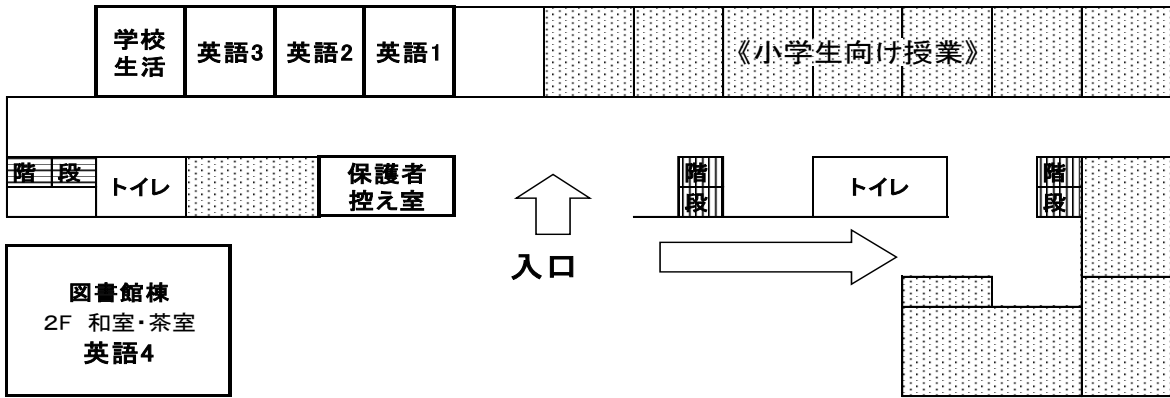 学校
生活
英語3
英語2
英語1
《小学生向け授業》
階 段
トイレ
保護者
控え室
階
段
トイレ
階
段
入口
図書館棟
2F 和室・茶室
英語4